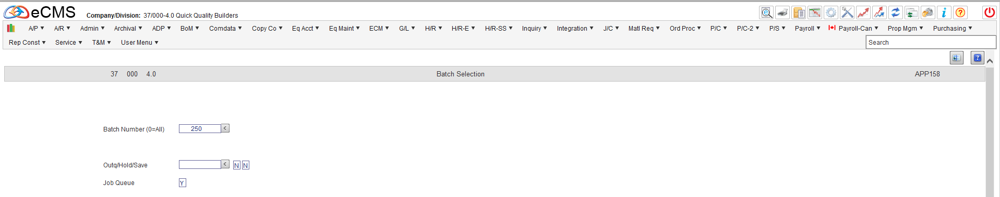 eCMS Company/Division: 37/000-4.0 Quick Quality Builders
A/P ▼ A/R ▼ Admin ▼ Archival ▼ ADP ▼ BoM ▼ Comdata ▼ Copy Co ▼ Eq Acct ▼ Eq Maint ▼ ECM ▼ G/L ▼ H/R ▼ H/R-E ▼ H/R-SS ▼ Inquiry ▼ Integration ▼ J/C ▼ Matl Req ▼ Ord Proc ▼ P/C ▼ P/C-2 ▼ P/S ▼ Payroll ▼ Payroll-Can ▼ Prop Mgm ▼ Purchasing ▼
Rep Const ▼ Service ▼ T&M ▼ User Menu ▼ Search
37 000 4.0 Batch Selection APP158
Batch Number (0=All) 250 <
Outq/Hold/Save < N N
Job Queue Y